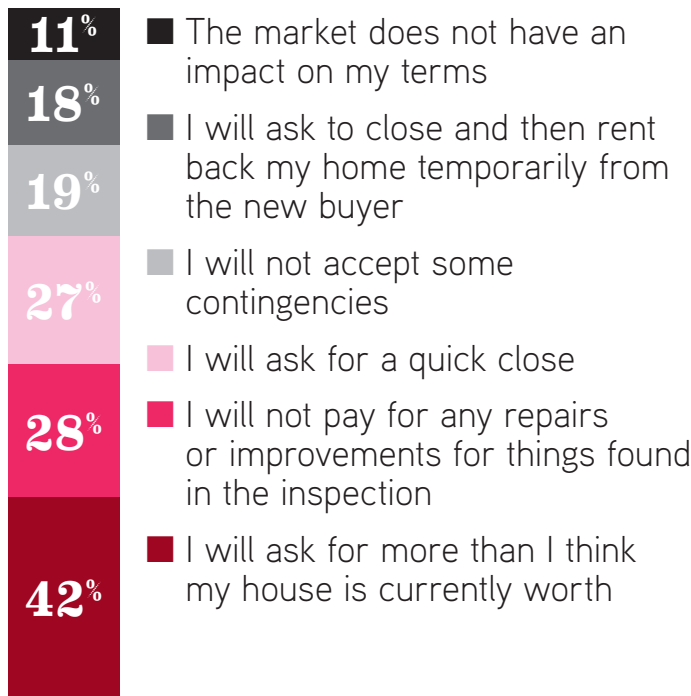 11%
18%
19%
27%
28%
42%
The market does not have an
impact on my terms
I will ask to close and then rent
back my home temporarily from
the new buyer
I will not accept some
contingencies
I will ask for a quick close
I will not pay for any repairs
or improvements for things found
in the inspection
I will ask for more than I think
my house is currently worth